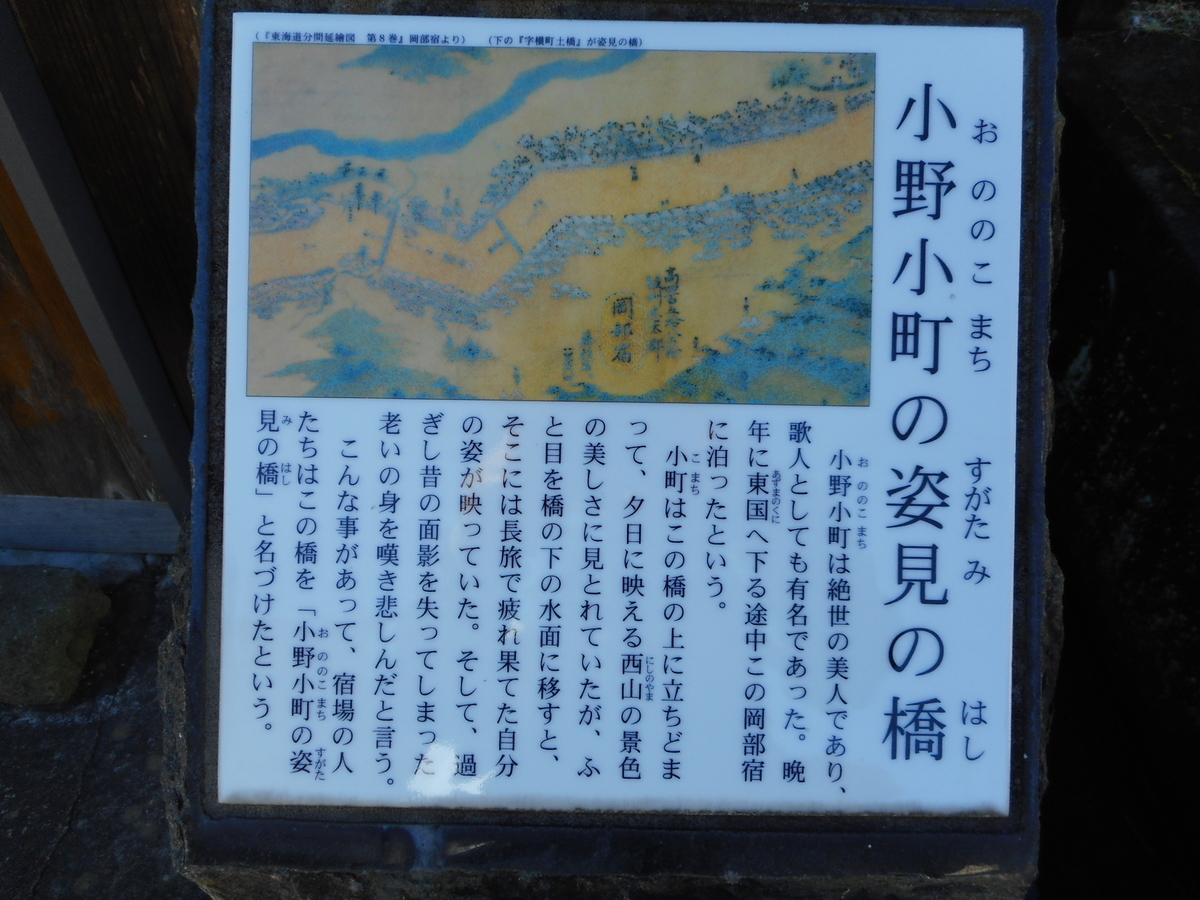 小野小町の姿見の橋
お ののこ まち すがた み はし
(『東海道分間延繪図 第8巻』岡部宿より) (下の『字横町土橋』が姿見の橋)
岡部宿
小野小町は絶世の美人であり、
歌人としても有名であった。晩
年に東国へ下る途中この岡部宿
に泊ったという。
小町はこの橋の上に立ちどま
って、夕日に映える西山の景色
の美しさに見とれていたが、ふ
と目を橋の下の水面に移すと、
そこには長旅で疲れ果てた自分
の姿が映っていた。そして、過
ぎし昔の面影を失ってしまった
老いの身を嘆き悲しんだと言う。
こんな事があって、宿場の人
たちはこの橋を「小野小町の姿
見の橋」と名づけたという。